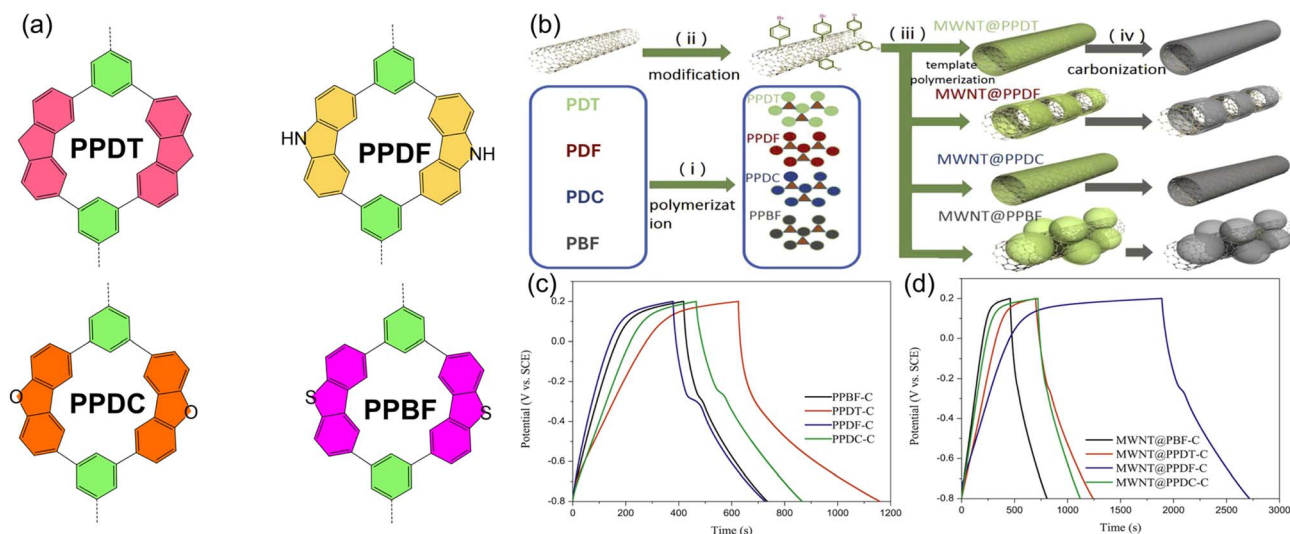 (a)
PPDT
HN
PPDF
NH
O
PPDC
O
S
PPBF
S
(b)
( ii )
modification
PDT
PDF
PDC
PBF
( i )
polymerizat
ion
PPDT
PPDF
PPDC
PPBF
(iii)
template
polymerization
MWNT@PPDT
( iv )
carbonization
MWNT@PPDF
MWNT@PPDC
MWNT@PPBF
(c)
0.2
0.0
-0.2
-0.4
-0.6
-0.8
Potential (V vs. SCE)
PPBF-C
PPDT-C
PPDF-C
PPDC-C
0 200 400 600 800 1000 1200
Time (s)
(d)
0.2
0.0
-0.2
-0.4
-0.6
-0.8
Potential (V vs. SCE)
MWNT@PBF-C
MWNT@PPDT-C
MWNT@PPDF-C
MWNT@PPDC-C
0 500 1000 1500 2000 2500 3000
Time (s)